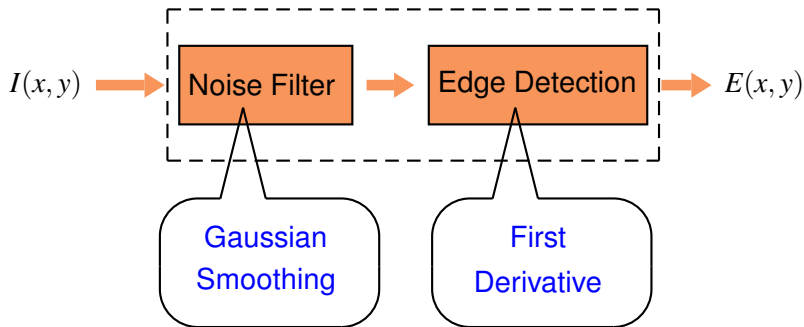 I(x, y)
Noise Filter
Edge Detection
E(x, y)
Gaussian
Smoothing
First
Derivative